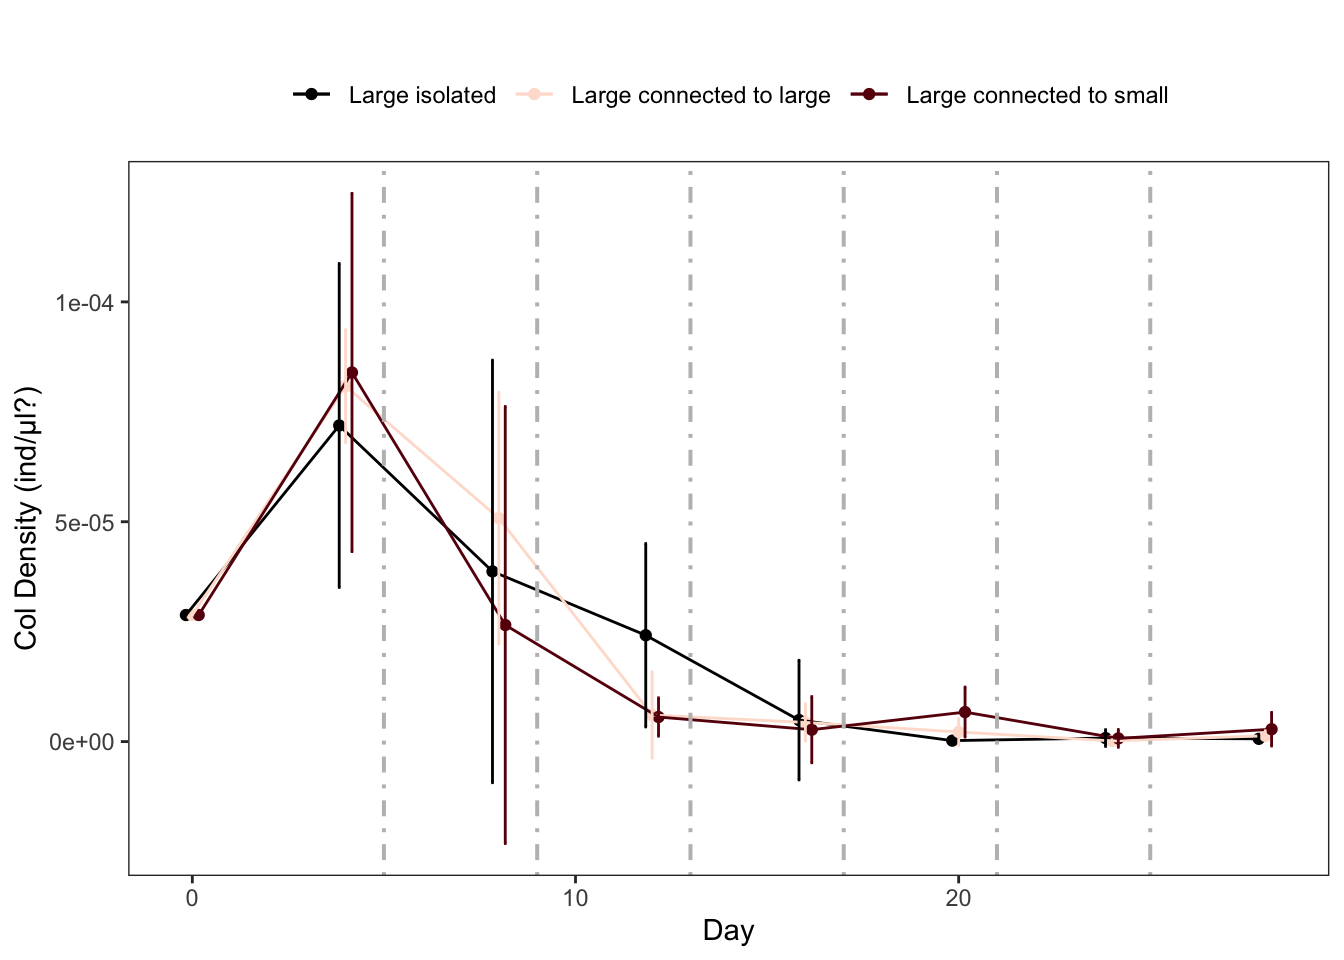 Large isolated Large connected to large Large connected to small
Col Density (ind/µl?)
1e-04
5e-05
0e+00
0 10 20
Day